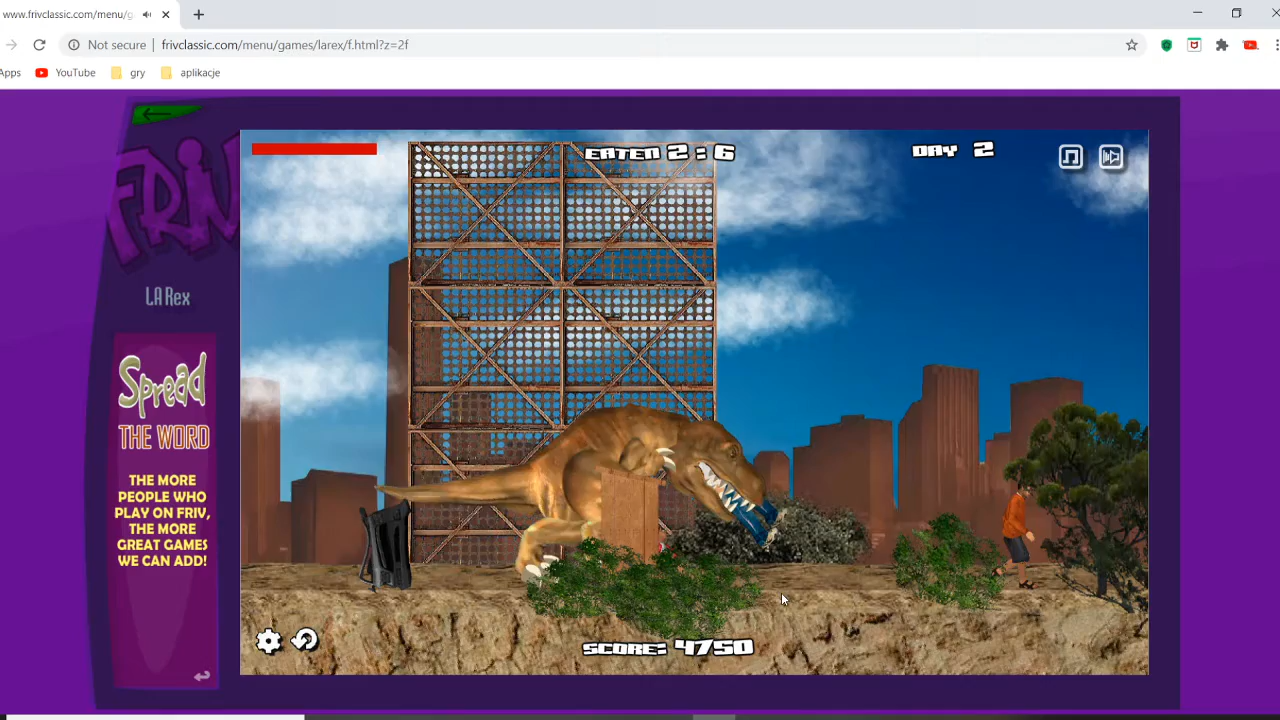 www.frivclassic.com/menu/g
Not secure
frivclassic.com/menu/games/larex/f.html?z=2f
Apps
YouTube
gry
aplikacje
FRIV
LA Rex
Spread
THE WORD
THE MORE
PEOPLE WHO
PLAY ON FRIV,
THE MORE
GREAT GAMES
WE CAN ADD!
EATEN 2:6
DAY 2
SCORE: 4750